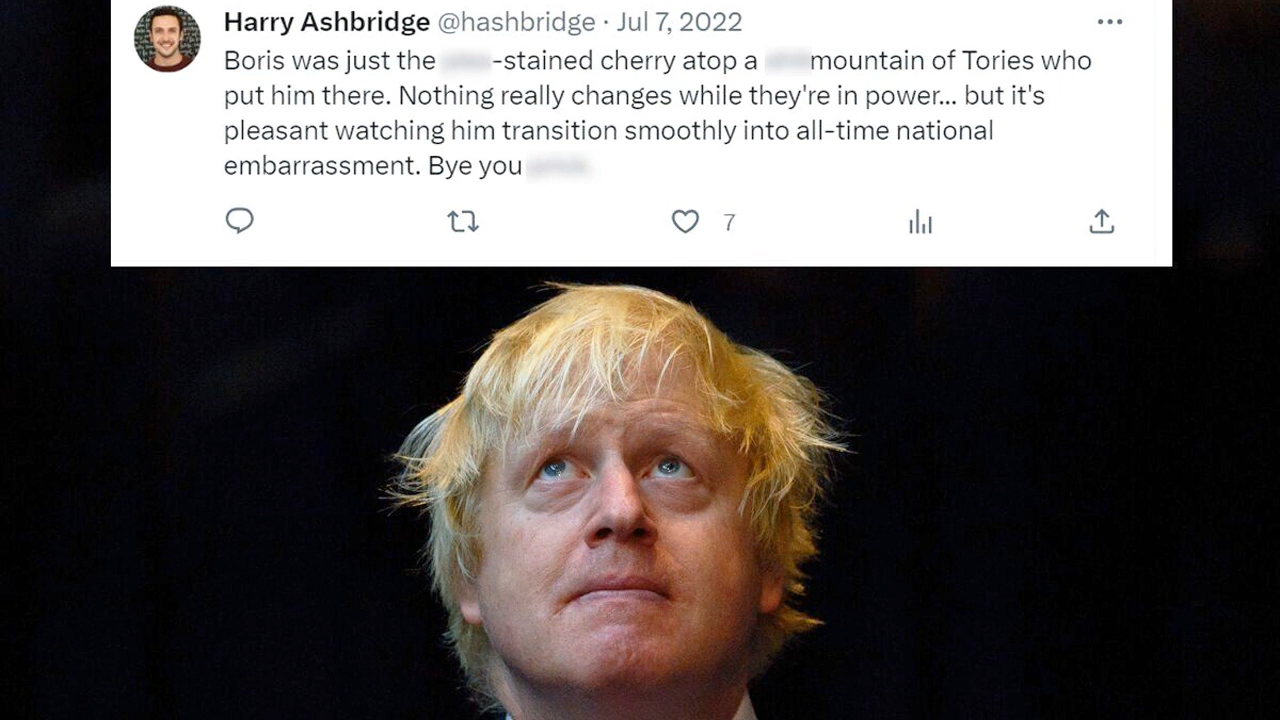 Harry Ashbridge @hashbridge · Jul 7, 2022
Boris was just the -stained cherry atop a mountain of Tories who
put him there. Nothing really changes while they're in power... but it's
pleasant watching him transition smoothly into all-time national
embarrassment. Bye you
7